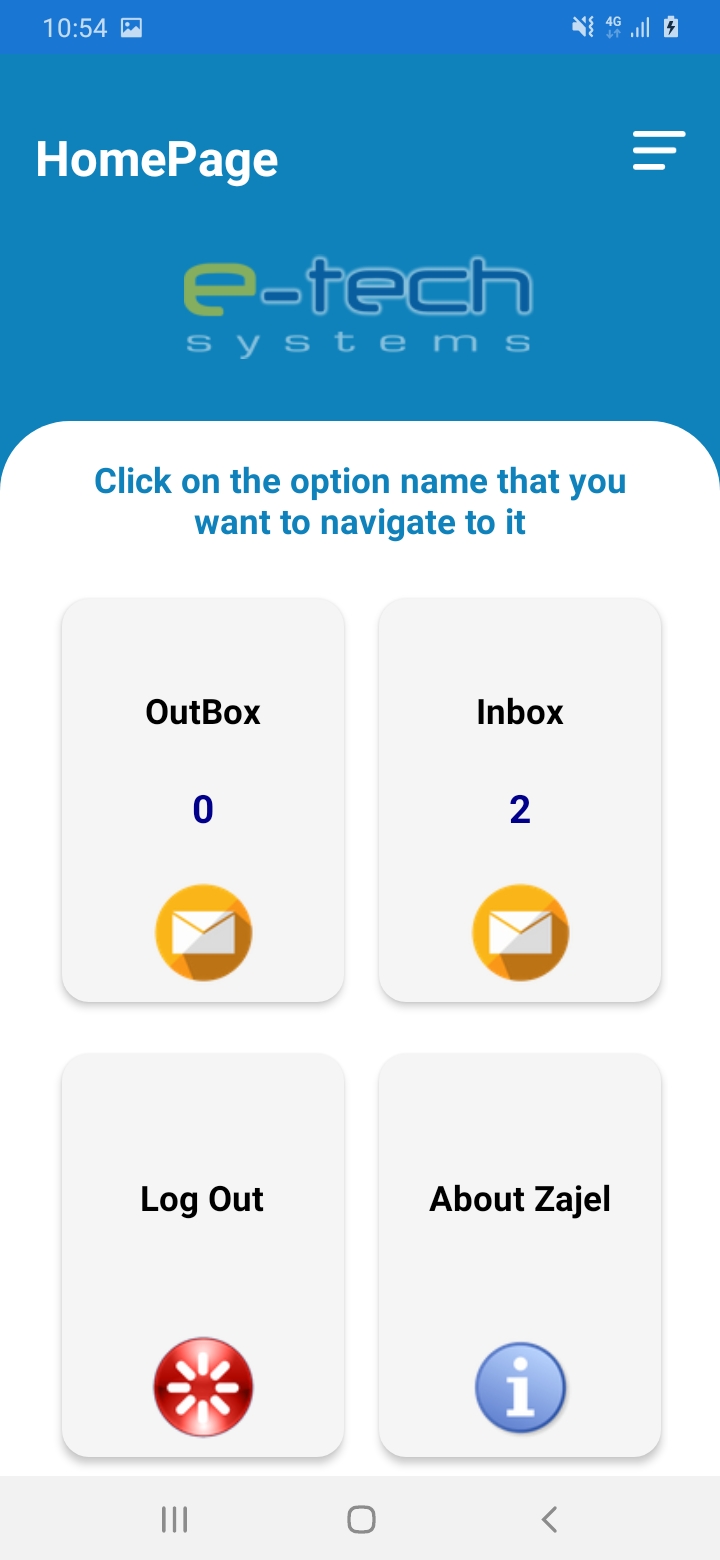 10:54
4G
HomePage
e-tech
systems
Click on the option name that you
want to navigate to it
OutBox
Inbox
0
2
Log Out
About Zajel